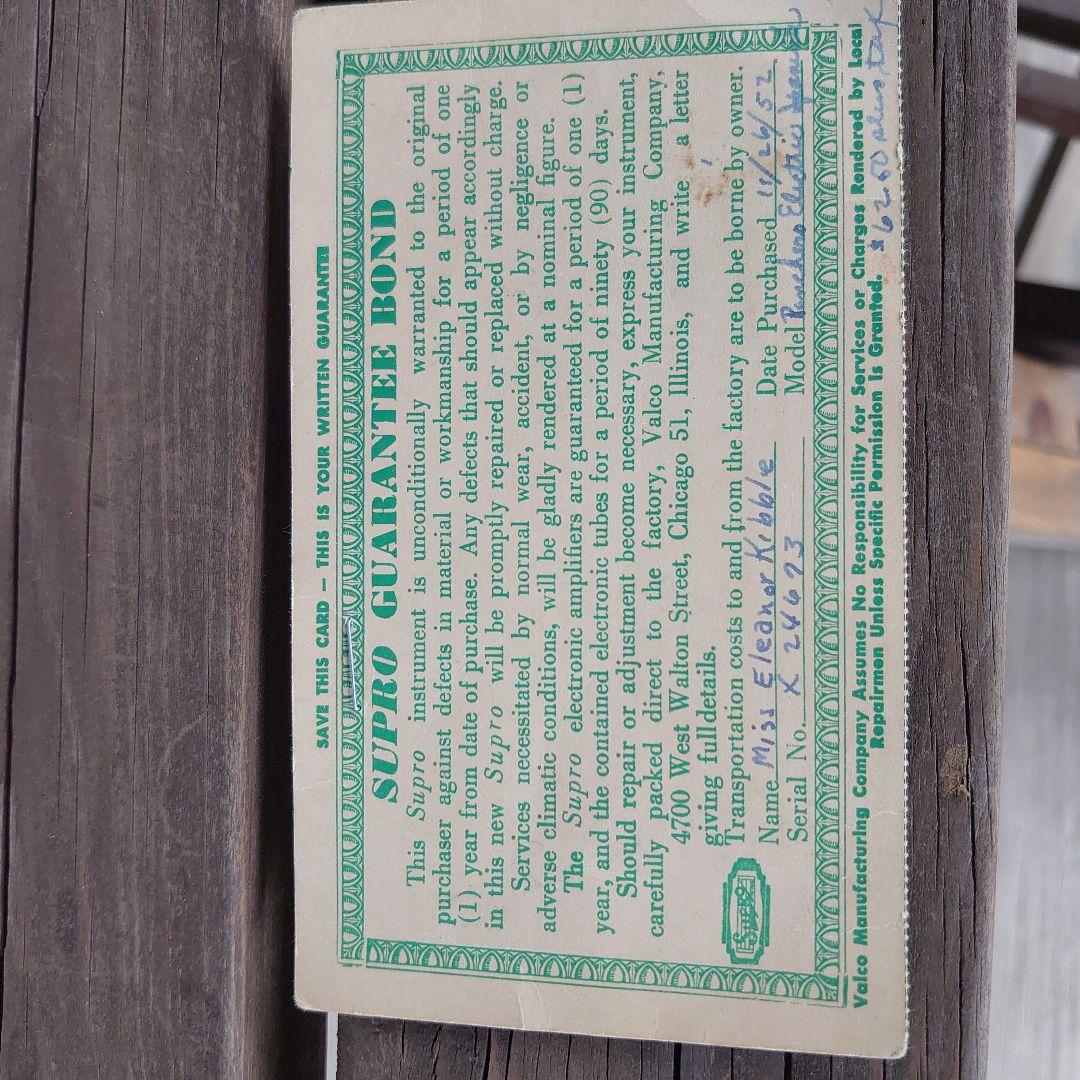 SAVE THIS CARD — THIS IS YOUR WRITTEN GUARANTEE
SUPRO GUARANTEE BOND
This Supro instrument is unconditionally warranted to the original
purchaser against defects in material or workmanship for a period of one
(1) year from date of purchase. Any defects that should appear accordingly
in this new Supro will be promptly repaired or replaced without charge.
Services necessitated by normal wear, accident, or by negligence or
adverse climatic conditions, will be gladly rendered at a nominal figure.
The Supro electronic amplifiers are guaranteed for a period of one (1)
year, and the contained electronic tubes for a period of ninety (90) days.
Should repair or adjustment become necessary, express your instrument,
carefully packed direct to the factory, Valco Manufacturing Company,
4700 West Walton Street, Chicago 51, Illinois, and write a letter
giving full details.
Transportation costs to and from the factory are to be borne by owner.
Supro
Name Miss Eleanor Kibble Date Purchased 11/26/52
Serial No. X 24673 Model Electric
Valco Manufacturing Company Assumes No Responsibility for Services or Charges Rendered by Local
Repairmen Unless Specific Permission Is Granted. $62.50 plus tax